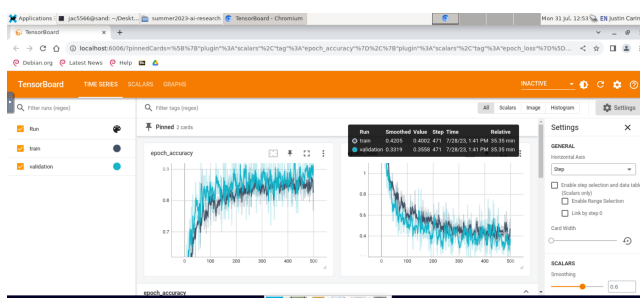 Applications
jac5566@sand: ~/Deskt...
summer2023-ai-research
TensorBoard - Chromium
Mon 31 Jul, 12:53
EN Justin Carin
TensorBoard
localhost:6006/?pinnedCards=%5B%7B"plugin"%3A"scalars"%2C"tag"%3A"epoch_accuracy"%7D%2C%7B"plugin"%3A"scalars"%2C"tag"%3A"epoch_loss"%7D%5D...
Debian.org
Latest News
Help
TensorBoard
TIME SERIES
SCALARS
GRAPHS
INACTIVE
Filter runs (regex)
Filter tags (regex)
All
Scalars
Image
Histogram
Settings
Run
train
validation
Pinned 2 cards
Run Smoothed Value Step Time Relative
train 0.4205 0.4002 471 7/28/23, 1:41 PM 35.35 min
validation 0.3319 0.3558 471 7/28/23, 1:41 PM 35.35 min
epoch_accuracy
0.8
0.7
0 100 200 300 400 500
1
0.8
0.6
0.4
0 100 200 300 400 500
epoch_accuracy
Settings
GENERAL
Horizontal Axis
Step
Enable step selection and data table
(Scalars only)
Enable Range Selection
Link by step 0
Card Width
SCALARS
Smoothing
0.6